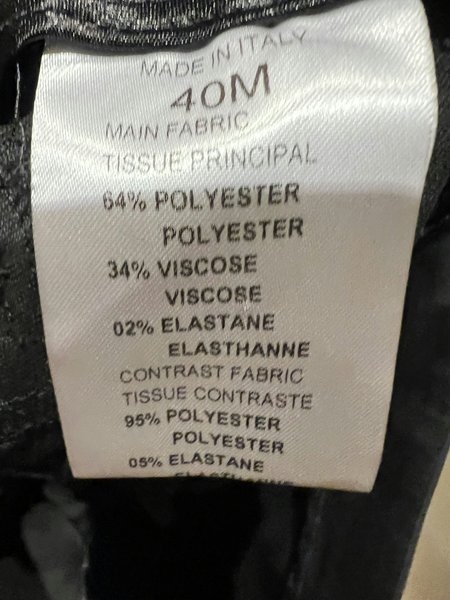 MADE IN ITALY
40M
MAIN FABRIC
TISSUE PRINCIPAL
64% POLYESTER
POLYESTER
34% VISCOSE
VISCOSE
02% ELASTANE
ELASTHANNE
CONTRAST FABRIC
TISSUE CONTRASTE
95% POLYESTER
POLYESTER
05% ELASTANE